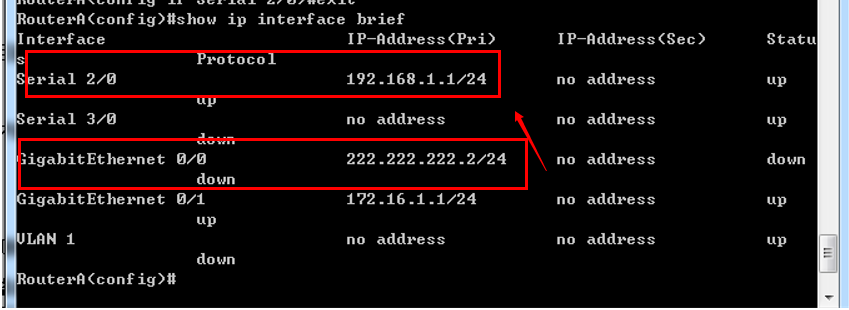 RouterA(config)#show ip interface brief
Interface IP-Address(Pri) IP-Address(Sec) Statu
s Protocol
Serial 2/0 192.168.1.1/24 no address up
up
Serial 3/0 no address no address up
down
GigabitEthernet 0/0 222.222.222.2/24 no address down
down
GigabitEthernet 0/1 172.16.1.1/24 no address up
up
VLAN 1 no address no address up
down
RouterA(config)#